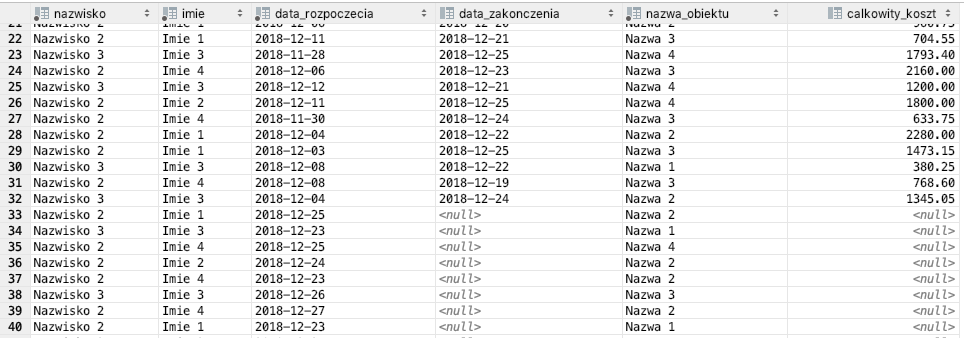 nazwisko imie data_rozpoczecia data_zakonczenia nazwa_obiektu calkowity_koszt
22 Nazwisko 2 Imie 1 2018-12-11 2018-12-21 Nazwa 3 704.55
23 Nazwisko 3 Imie 3 2018-11-28 2018-12-25 Nazwa 4 1793.40
24 Nazwisko 2 Imie 4 2018-12-06 2018-12-23 Nazwa 3 2160.00
25 Nazwisko 3 Imie 3 2018-12-12 2018-12-21 Nazwa 4 1200.00
26 Nazwisko 2 Imie 2 2018-12-11 2018-12-25 Nazwa 4 1800.00
27 Nazwisko 2 Imie 4 2018-11-30 2018-12-24 Nazwa 3 633.75
28 Nazwisko 2 Imie 1 2018-12-04 2018-12-22 Nazwa 2 2280.00
29 Nazwisko 2 Imie 1 2018-12-03 2018-12-25 Nazwa 3 1473.15
30 Nazwisko 3 Imie 3 2018-12-08 2018-12-22 Nazwa 1 380.25
31 Nazwisko 2 Imie 4 2018-12-08 2018-12-19 Nazwa 3 768.60
32 Nazwisko 3 Imie 3 2018-12-04 2018-12-24 Nazwa 2 1345.05
33 Nazwisko 2 Imie 1 2018-12-25 <null> Nazwa 2 <null>
34 Nazwisko 3 Imie 3 2018-12-23 <null> Nazwa 1 <null>
35 Nazwisko 2 Imie 4 2018-12-25 <null> Nazwa 4 <null>
36 Nazwisko 2 Imie 2 2018-12-24 <null> Nazwa 2 <null>
37 Nazwisko 2 Imie 4 2018-12-23 <null> Nazwa 2 <null>
38 Nazwisko 3 Imie 3 2018-12-26 <null> Nazwa 3 <null>
39 Nazwisko 2 Imie 4 2018-12-27 <null> Nazwa 2 <null>
40 Nazwisko 2 Imie 1 2018-12-23 <null> Nazwa 1 <null>